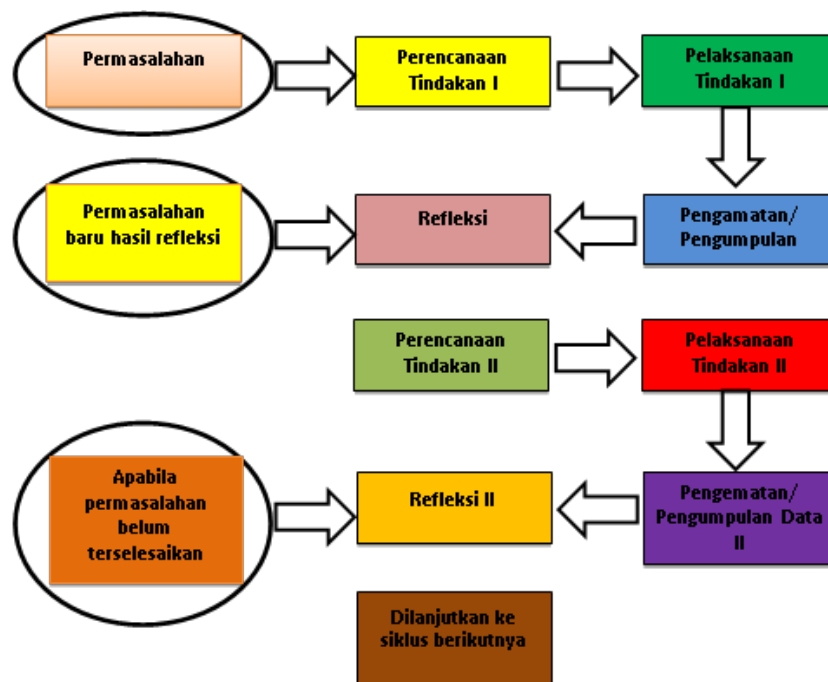 Permasalahan
Perencanaan
Tindakan I
Pelaksanaan
Tindakan I
Permasalahan
baru hasil refleksi
Refleksi
Pengamatan/
Pengumpulan
Perencanaan
Tindakan II
Pelaksanaan
Tindakan II
Apabila
permasalahan
belum
terselesaikan
Refleksi II
Pengematan/
Pengumpulan Data
II
Dilanjutkan ke
siklus berikutnya